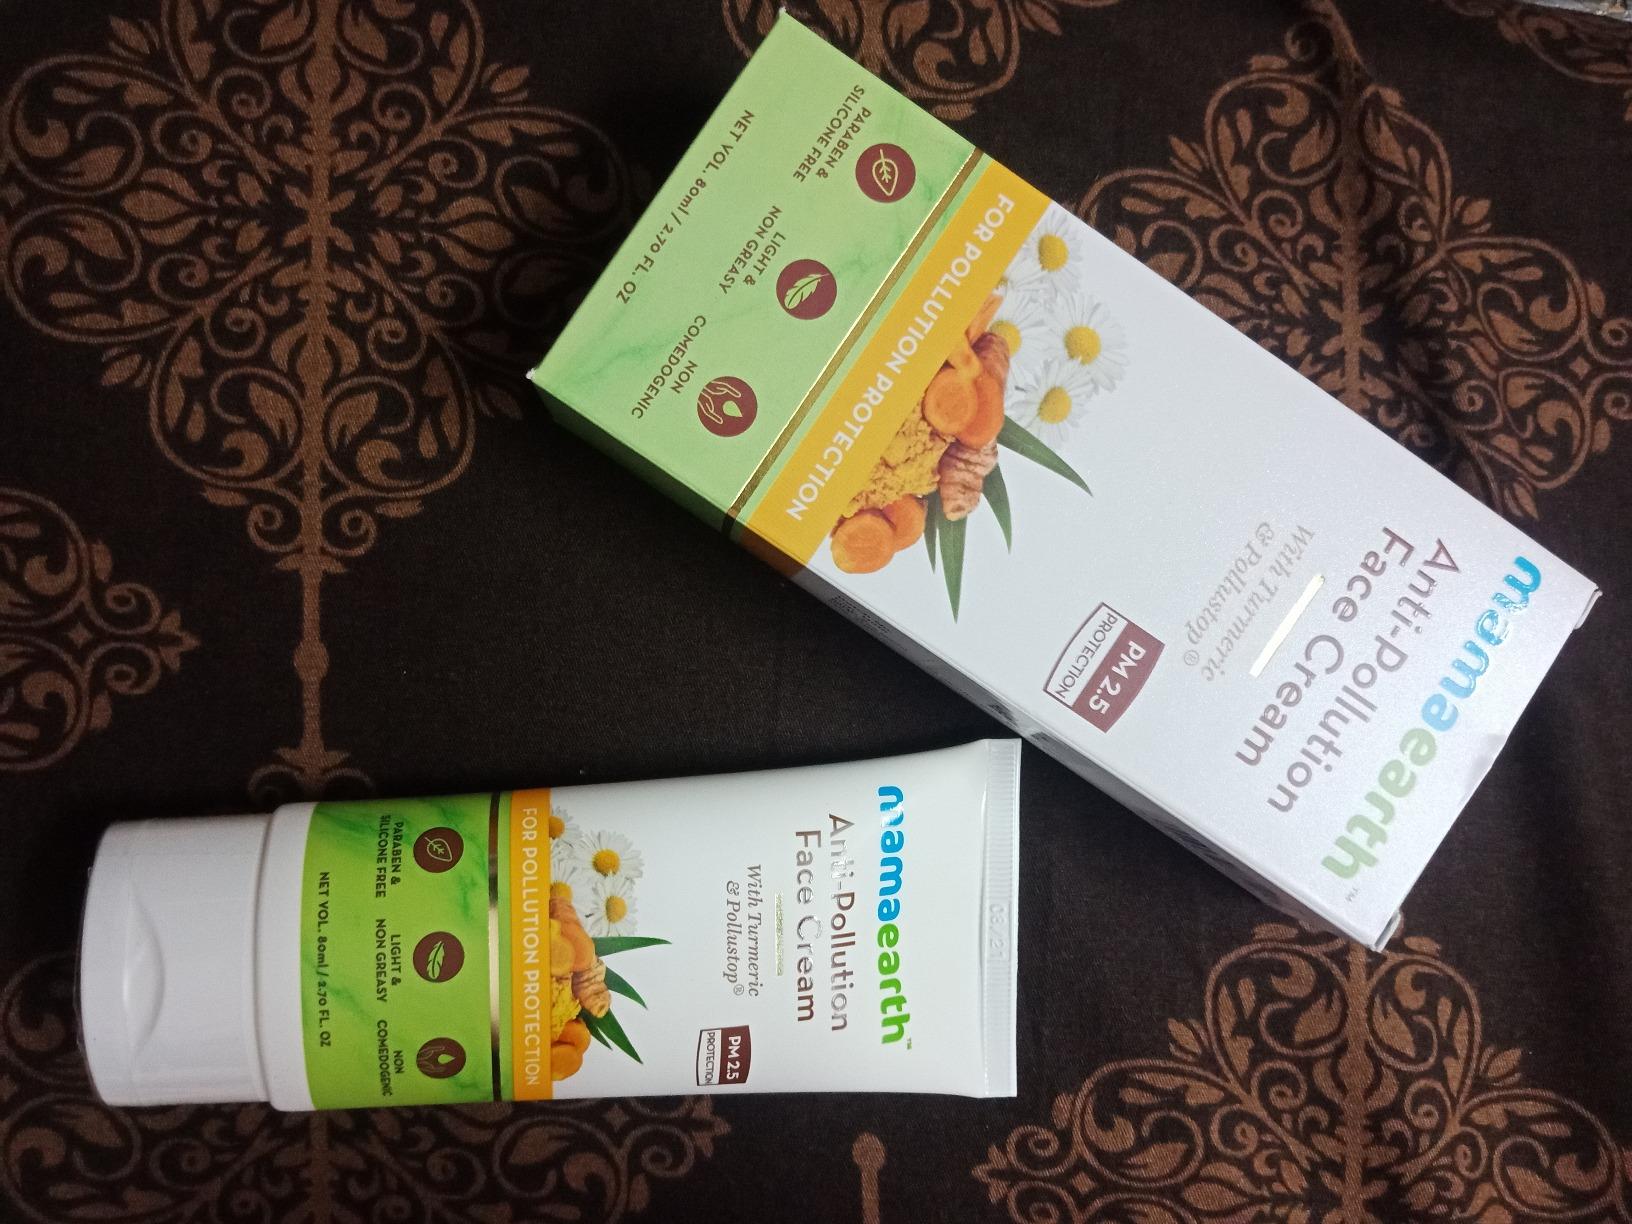 mamaearth™
Anti-Pollution
Face Cream
With Turmeric
& Pollustop®
PM 2.5
PROTECTION
FOR POLLUTION PROTECTION
PARABEN &
SILICONE FREE
LIGHT &
NON GREASY
NON
COMEDOGENIC
NET VOL. 80ml / 2.70 FL. OZ
mamaearth™
Anti-Pollution
Face Cream
With Turmeric
& Pollustop®
PM 2.5
PROTECTION
FOR POLLUTION PROTECTION
PARABEN &
SILICONE FREE
LIGHT &
NON GREASY
NON
COMEDOGENIC
NET VOL. 80ml / 2.70 FL. OZ